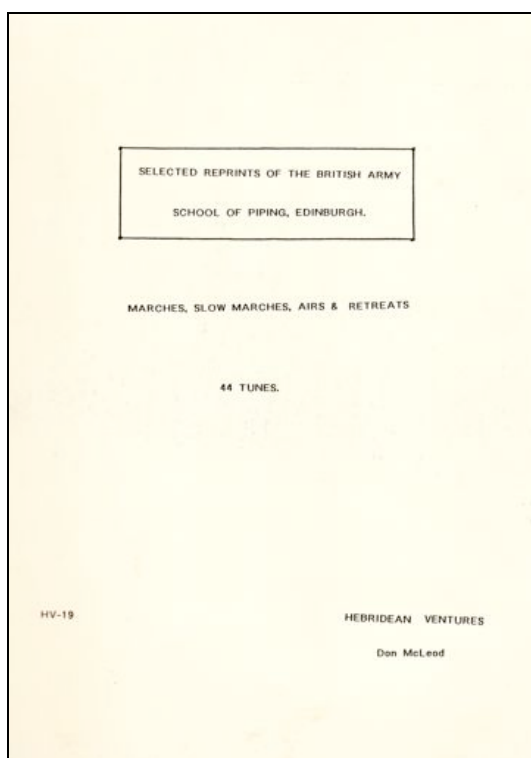 SELECTED REPRINTS OF THE BRITISH ARMY
SCHOOL OF PIPING, EDINBURGH.
MARCHES, SLOW MARCHES, AIRS & RETREATS
44 TUNES.
HV-19
HEBRIDEAN VENTURES
Don McLeod